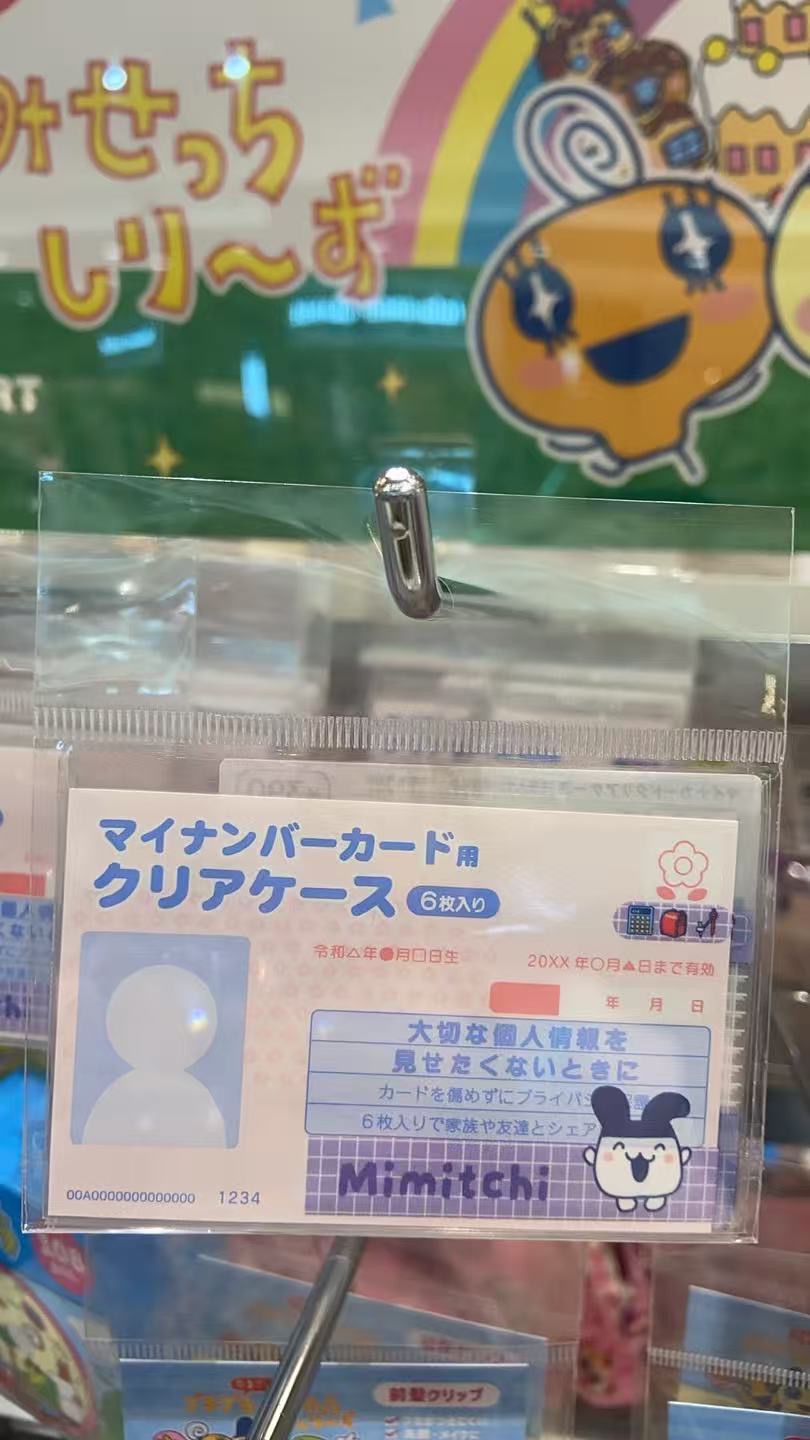 みせっち
しり〜ず
RT
マイナンバーカード用
クリアケース 6枚入り
令和△年●月□日生
20XX年○月▲日まで有効
年 月 日
大切な個人情報を
見せたくないときに
カードを傷めずにプライバ
6枚入りで家族や友達とシェア
Mimitchi
00A0000000000000 1234
前髪クリップ